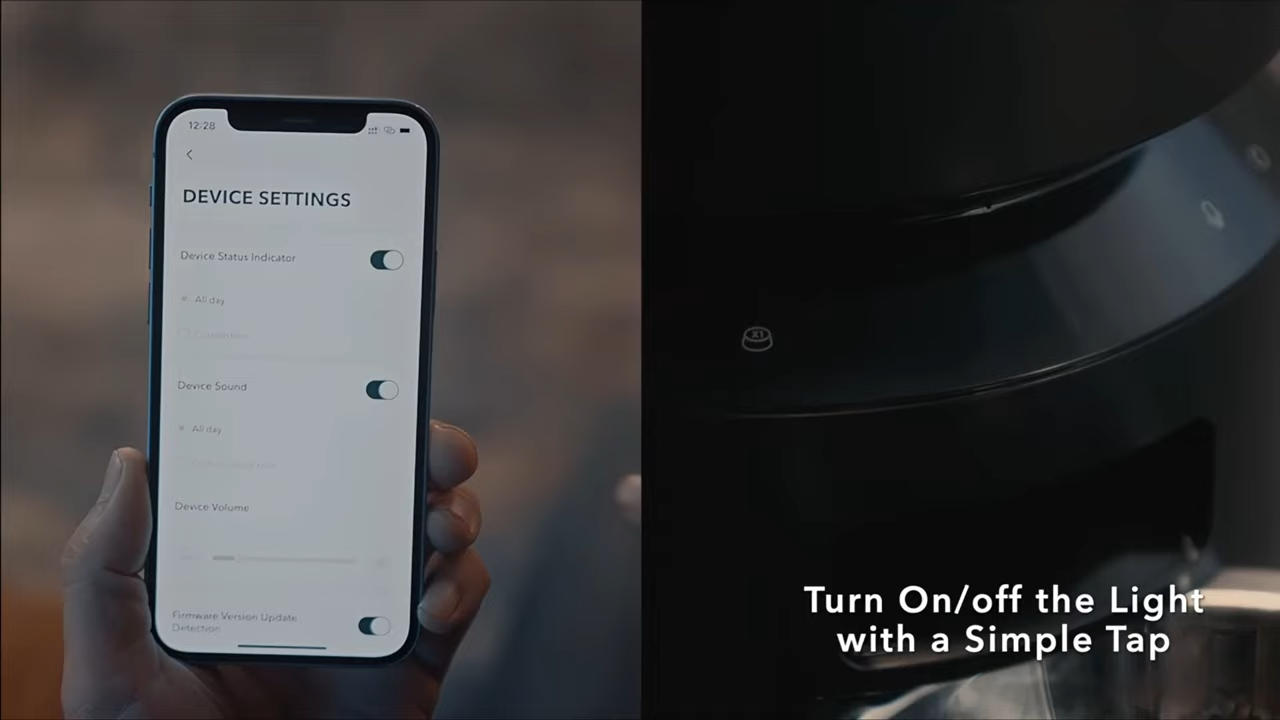 12:28
DEVICE SETTINGS
Device Status Indicator
All day
Device Sound
All day
Device Volume
Firmware Version Update
Detection
X1
Turn On/off the Light
with a Simple Tap